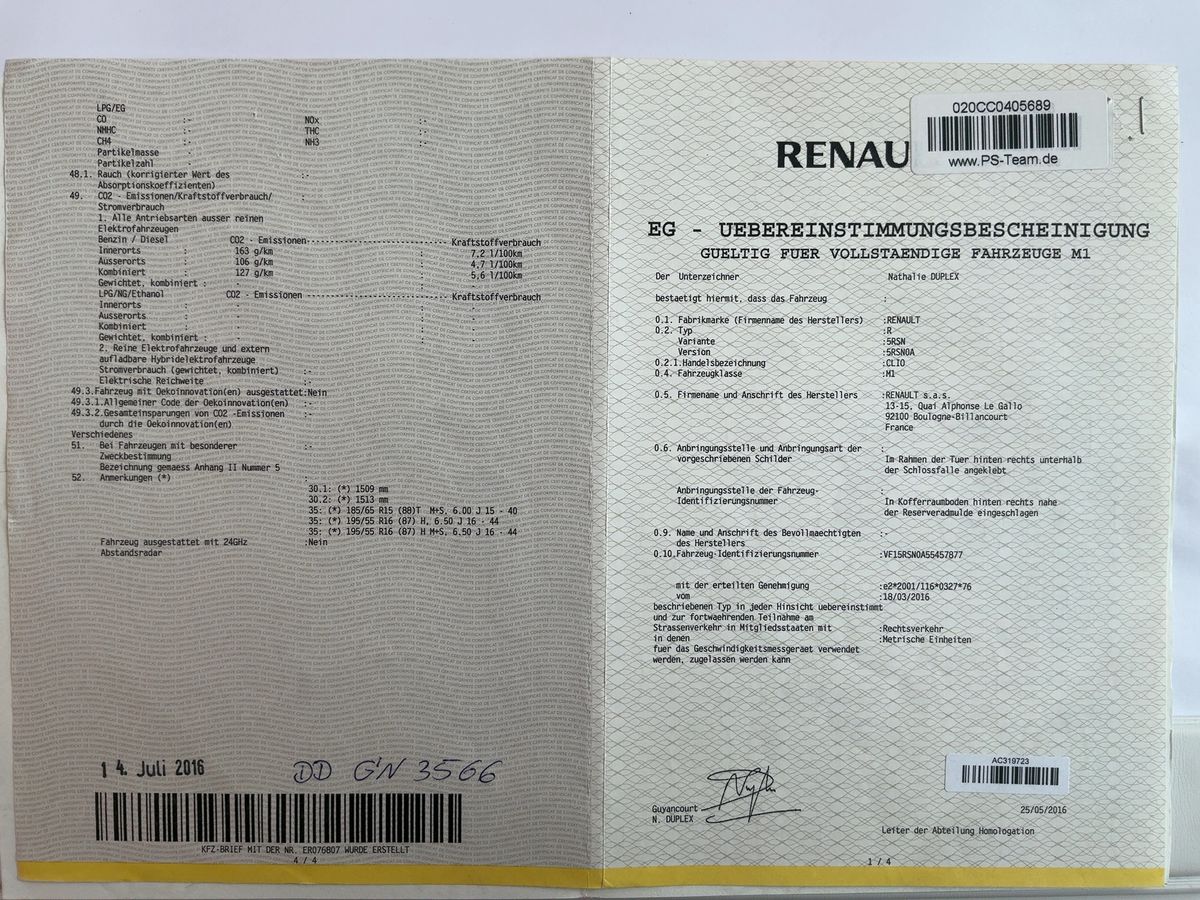 LPG/EG
CO :- NOx :-
NMHC :- THC :-
CH4 :- NH3 :-
Partikelmasse :-
Partikelzahl
48.1. Rauch (korrigierter Wert des :-
Absorptionskoeffizienten)
49. CO2 - Emissionen/Kraftstoffverbrauch/ :
Stromverbrauch
1. Alle Antriebsarten ausser reinen
Elektrofahrzeugen
Benzin / Diesel CO2 - Emissionen Kraftstoffverbrauch
Innerorts : 163 g/km : 7,2 l/100km
Ausserorts : 106 g/km : 4,7 l/100km
Kombiniert : 127 g/km : 5,6 l/100km
Gewichtet, kombiniert : - : -
LPG/NG/Ethanol CO2 - Emissionen Kraftstoffverbrauch
Innerorts : - : -
Ausserorts : - : -
Kombiniert : - : -
Gewichtet, kombiniert : - : -
2. Reine Elektrofahrzeuge und extern
aufladbare Hybridelektrofahrzeuge
Stromverbrauch (gewichtet, kombiniert) :-
Elektrische Reichweite :-
49.3.Fahrzeug mit Oekoinnovation(en) ausgestattet:Nein
49.3.1.Allgemeiner Code der Oekoinnovation(en) :-
49.3.2.Gesamteinsparungen von CO2 -Emissionen :-
durch die Oekoinnovation(en)
Verschiedenes
51. Bei Fahrzeugen mit besonderer :-
Zweckbestimmung
Bezeichnung gemaess Anhang II Nummer 5
52. Anmerkungen (*) :
30.1: (*) 1509 mm
30.2: (*) 1513 mm
35: (*) 185/65 R15 (88)T M+S, 6.00 J 15 - 40
35: (*) 195/55 R16 (87) H, 6.50 J 16 - 44
35: (*) 195/55 R16 (87) H M+S, 6.50 J 16 - 44
Fahrzeug ausgestattet mit 24GHz :Nein
Abstandsradar
14. Juli 2016
DD GN 3566
KFZ-BRIEF MIT DER NR. ER076807 WURDE ERSTELLT
4 / 4
020CC0405689
www.PS-Team.de
RENAU
EG - UEBEREINSTIMMUNGSBESCHEINIGUNG
GUELTIG FUER VOLLSTAENDIGE FAHRZEUGE M1
Der Unterzeichner Nathalie DUPLEX
bestaetigt hiermit, dass das Fahrzeug :
0.1. Fabrikmarke (Firmenname des Herstellers) :RENAULT
0.2. Typ :R
Variante :5RSN
Version :5RSN0A
0.2.1.Handelsbezeichnung :CLIO
0.4. Fahrzeugklasse :M1
0.5. Firmename und Anschrift des Herstellers :RENAULT s.a.s.
13-15, Quai Alphonse Le Gallo
92100 Boulogne-Billancourt
France
0.6. Anbringungsstelle und Anbringungsart der :
vorgeschriebenen Schilder Im Rahmen der Tuer hinten rechts unterhalb
der Schlossfalle angeklebt
Anbringungsstelle der Fahrzeug- :
Identifizierungsnummer In Kofferraumboden hinten rechts nahe
der Reserveradmulde eingeschlagen
0.9. Name und Anschrift des Bevollmaechtigten :-
des Herstellers
0.10.Fahrzeug-Identifizierungsnummer :VF15RSN0A55457877
mit der erteilten Genehmigung :e2*2001/116*0327*76
vom :18/03/2016
beschriebenen Typ in jeder Hinsicht uebereinstimmt
und zur fortwaehrenden Teilnahme am
Strassenverkehr in Mitgliedsstaaten mit :Rechtsverkehr
in denen :Metrische Einheiten
fuer das Geschwindigkeitsmessgeraet verwendet
werden, zugelassen werden kann
AC319723
Guyancourt 25/05/2016
N. DUPLEX
Leiter der Abteilung Homologation
1 / 4